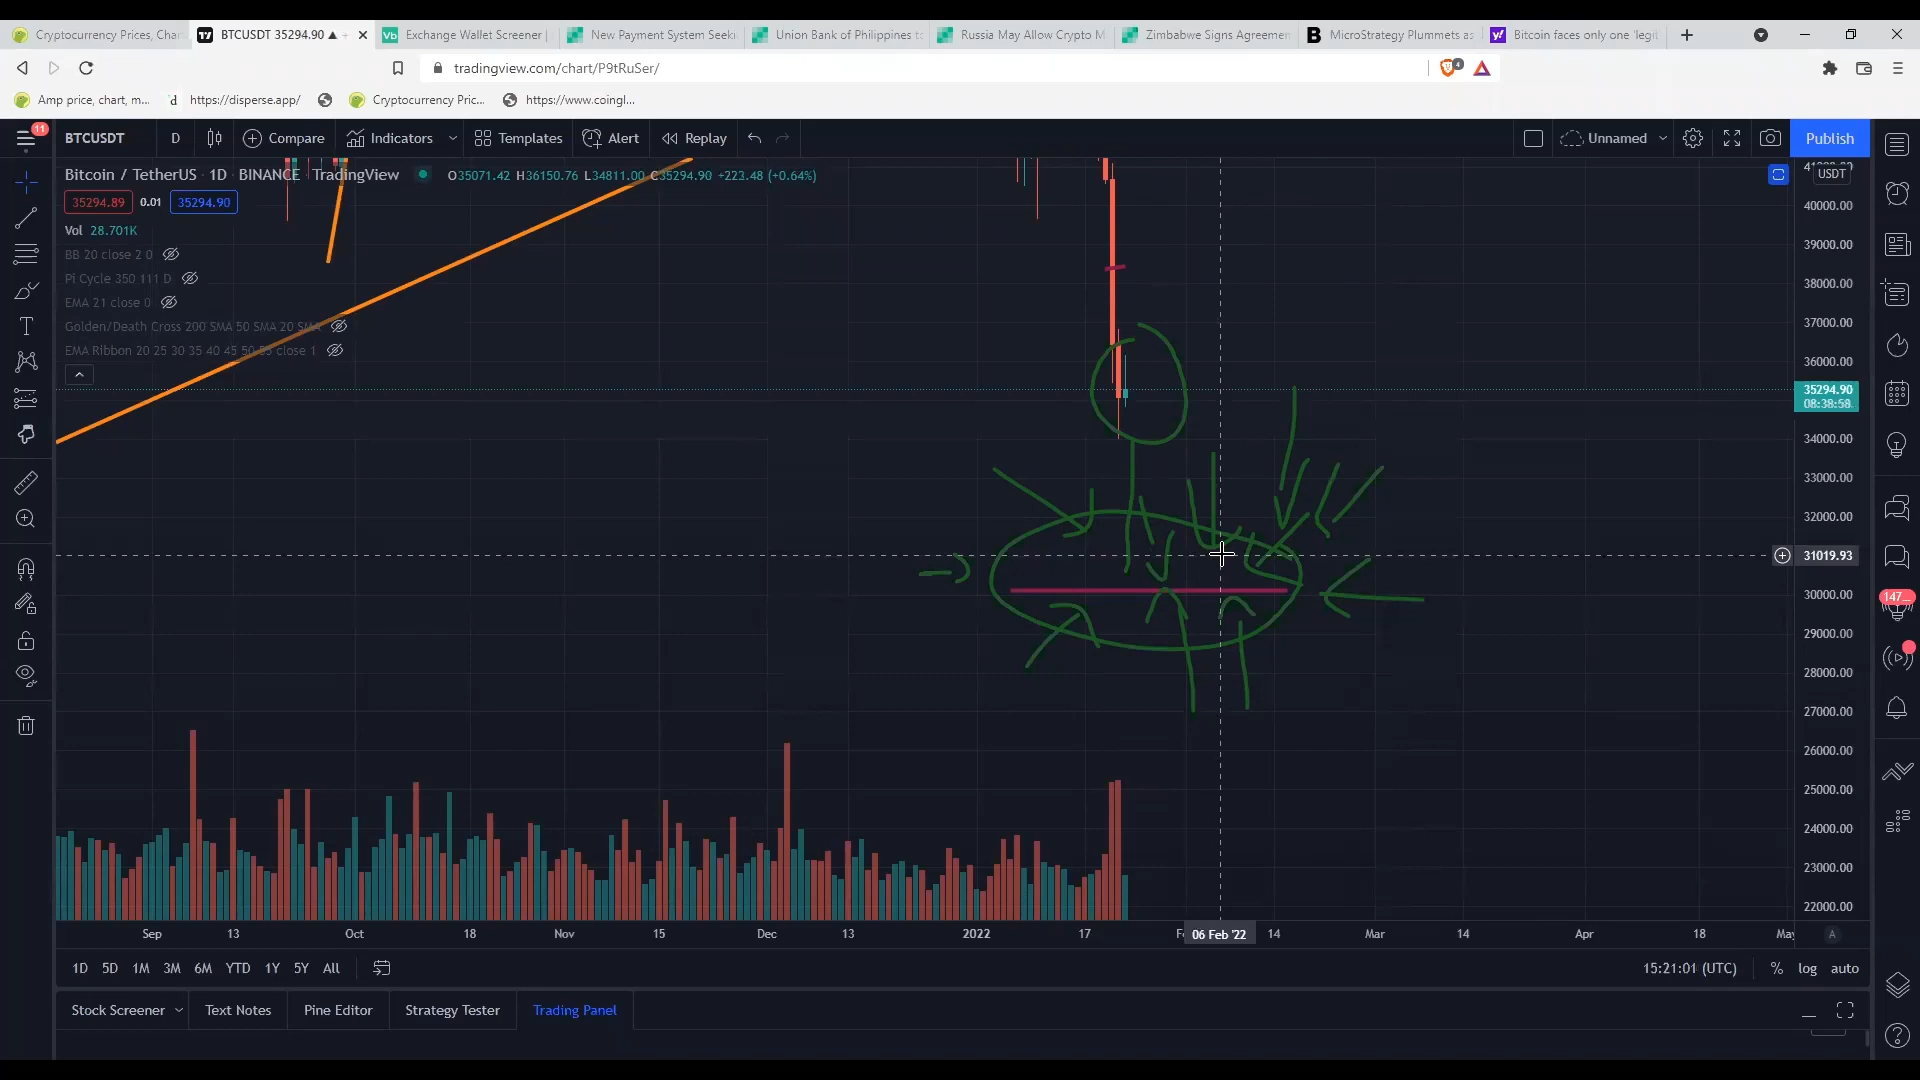 Cryptocurrency Prices, Char
BTCUSDT 35294.90 ▲
Exchange Wallet Screener |
New Payment System Seeki
Union Bank of Philippines to
Russia May Allow Crypto M
Zimbabwe Signs Agreemen
MicroStrategy Plummets as
Bitcoin faces only one 'legit
tradingview.com/chart/P9tRuSer/
4
Amp price, chart, m...
https://disperse.app/
Cryptocurrency Pric...
https://www.coingl...
11
BTCUSDT
D
Compare
Indicators
Templates
Alert
Replay
Unnamed
Publish
Bitcoin / TetherUS · 1D · BINANCE · TradingView
O35071.42 H36150.76 L34811.00 C35294.90 +223.48 (+0.64%)
USDT
35294.89
0.01
35294.90
Vol 28.701K
BB 20 close 2 0
Pi Cycle 350 111 D
EMA 21 close 0
Golden/Death Cross 200 SMA 50 SMA 20 SMA
EMA Ribbon 20 25 30 35 40 45 50 55 close 1
40000.00
39000.00
38000.00
37000.00
36000.00
35294.90
08:38:58
34000.00
33000.00
32000.00
31019.93
30000.00
29000.00
28000.00
27000.00
26000.00
25000.00
24000.00
23000.00
22000.00
147...
Sep
13
Oct
18
Nov
15
Dec
13
2022
17
06 Feb '22
14
Mar
14
Apr
18
May
A
1D
5D
1M
3M
6M
YTD
1Y
5Y
All
15:21:01 (UTC)
%
log
auto
Stock Screener
Text Notes
Pine Editor
Strategy Tester
Trading Panel